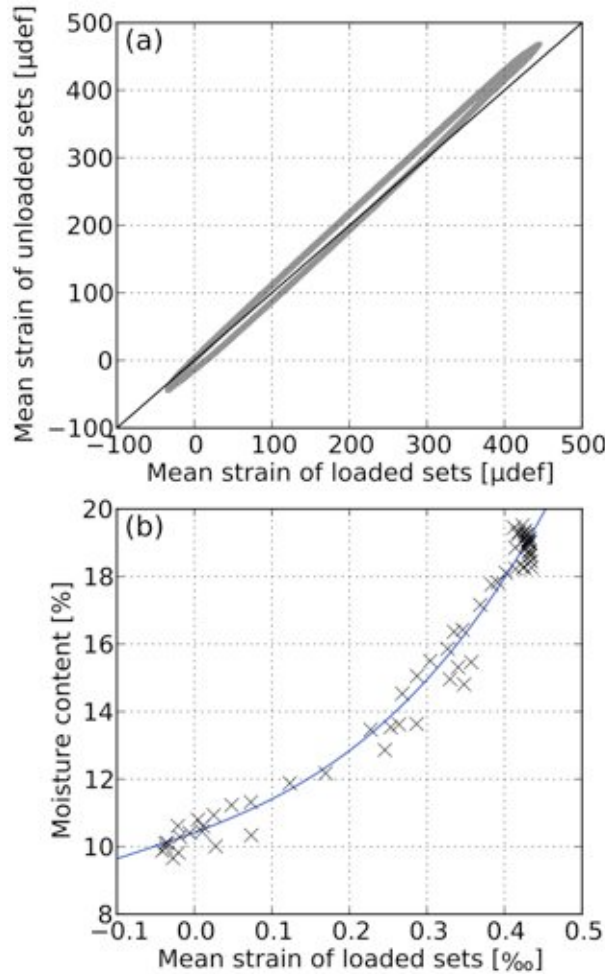 (a)
Mean strain of unloaded sets [µdef]
500
400
300
200
100
0
−100
−100 0 100 200 300 400 500
Mean strain of loaded sets [µdef]
(b)
Moisture content [%]
20
18
16
14
12
10
8
−0.1 0.0 0.1 0.2 0.3 0.4 0.5
Mean strain of loaded sets [‰]